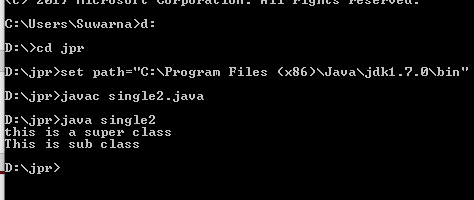 (c) 2017 Microsoft Corporation. All rights reserved.
C:\Users\Suwarna>d:
D:\>cd jpr
D:\jpr>set path="C:\Program Files (x86)\Java\jdk1.7.0\bin"
D:\jpr>javac single2.java
D:\jpr>java single2
this is a super class
This is sub class
D:\jpr>